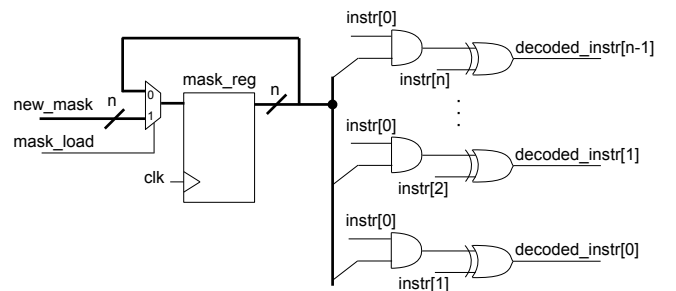 instr[0]
decoded_instr[n-1]
mask_reg
n
instr[n]
0
new_mask
n
1
mask_load
instr[0]
decoded_instr[1]
clk
instr[2]
instr[0]
decoded_instr[0]
instr[1]